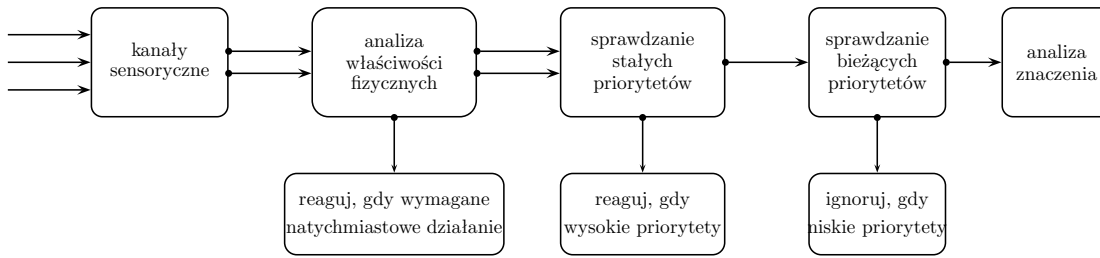 kanały
sensoryczne
analiza
właściwości
fizycznych
sprawdzanie
stałych
priorytetów
sprawdzanie
bieżących
priorytetów
analiza
znaczenia
reaguj, gdy wymagane
natychmiastowe działanie
reaguj, gdy
wysokie priorytety
ignoruj, gdy
niskie priorytety